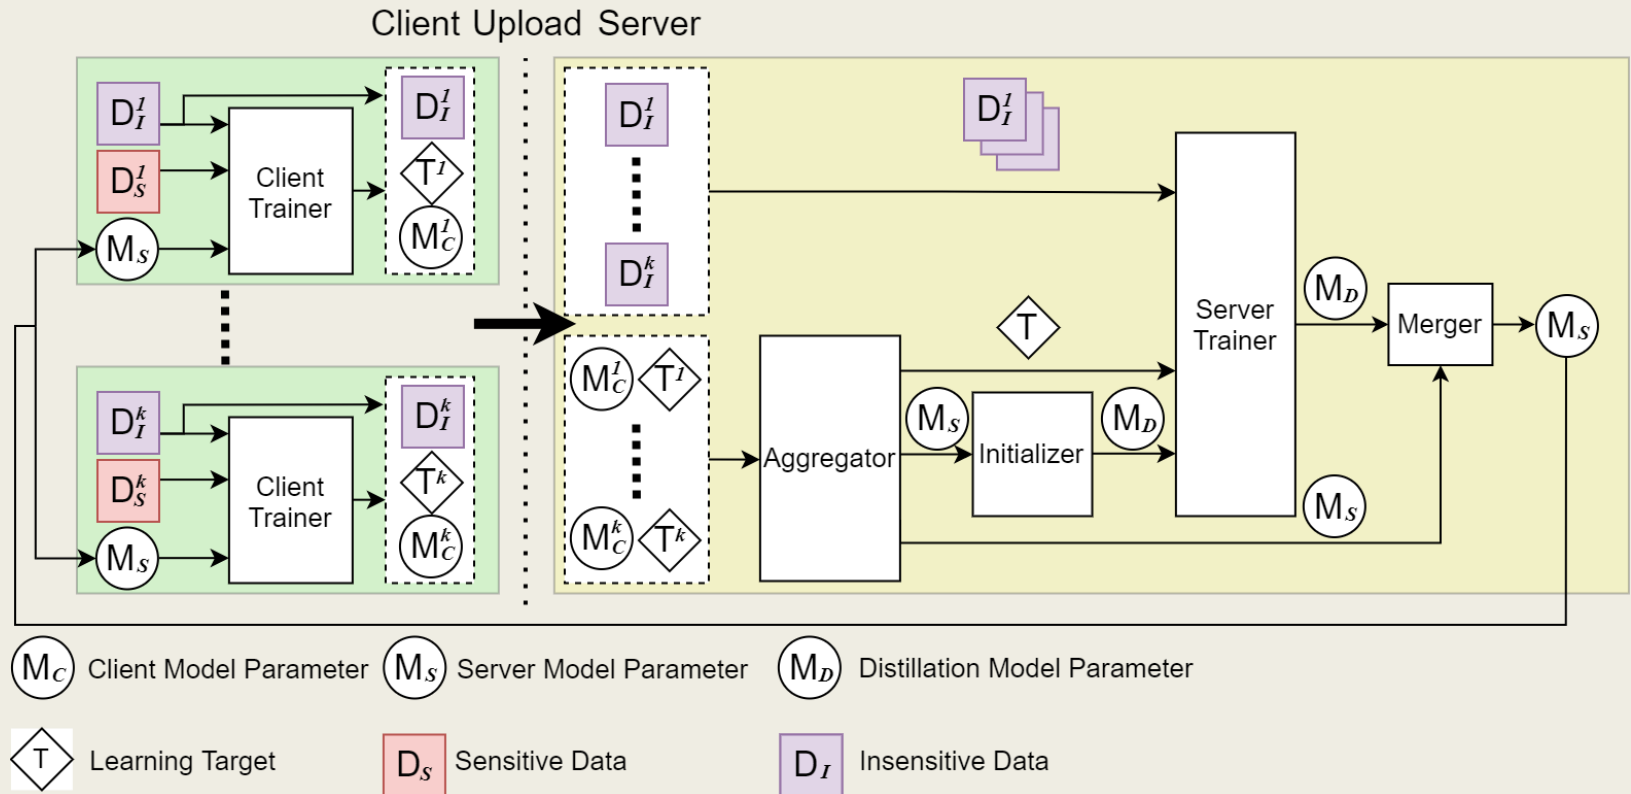 Client Upload Server
D_I^1
D_S^1
M_S
Client
Trainer
D_I^1
T^1
M_C^1
D_I^k
D_S^k
M_S
Client
Trainer
D_I^k
T^k
M_C^k
D_I^1
D_I^k
M_C^1 T^1
M_C^k T^k
Aggregator
D_I^1
T
M_S
Initializer
M_D
Server
Trainer
M_D
M_S
Merger
M_S
M_C Client Model Parameter
M_S Server Model Parameter
M_D Distillation Model Parameter
T Learning Target
D_S Sensitive Data
D_I Insensitive Data